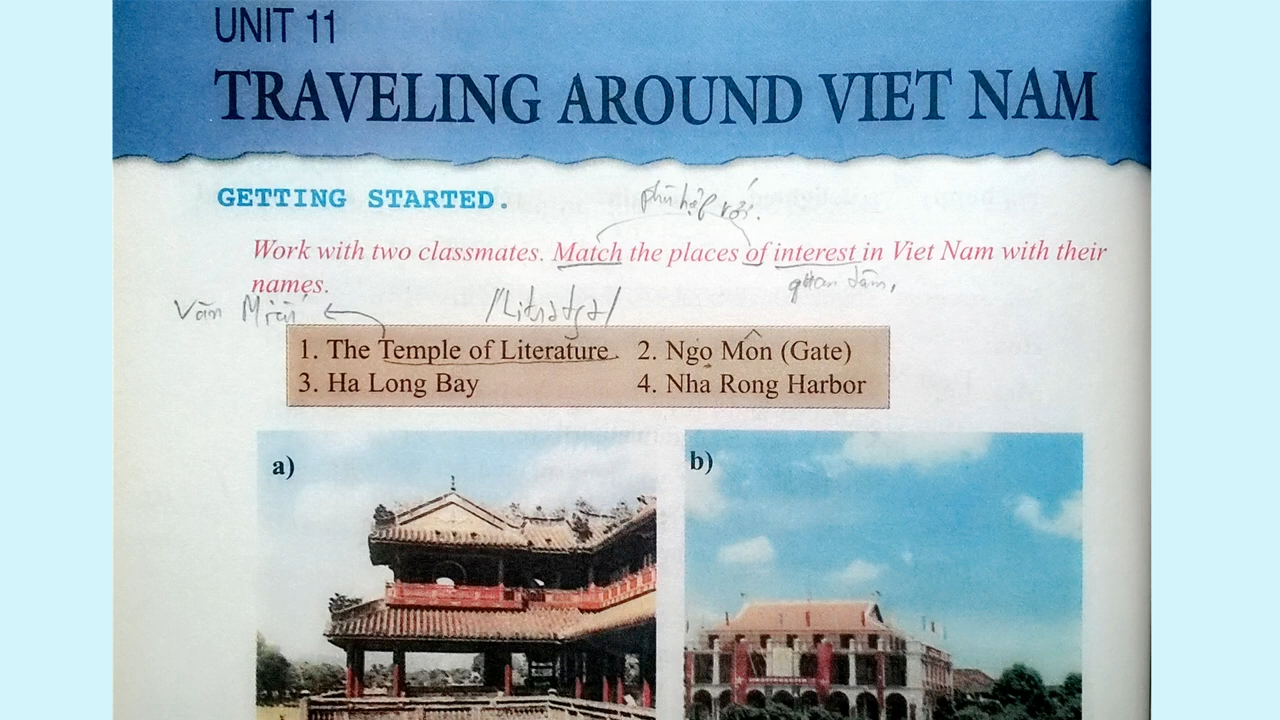 UNIT 11
TRAVELING AROUND VIET NAM
GETTING STARTED.
phù hợp với.
Work with two classmates. Match the places of interest in Viet Nam with their
names.
quan tâm,
Văn Miếu
1. The Temple of Literature 2. Ngọ Môn (Gate)
3. Ha Long Bay 4. Nha Rong Harbor
a) b)